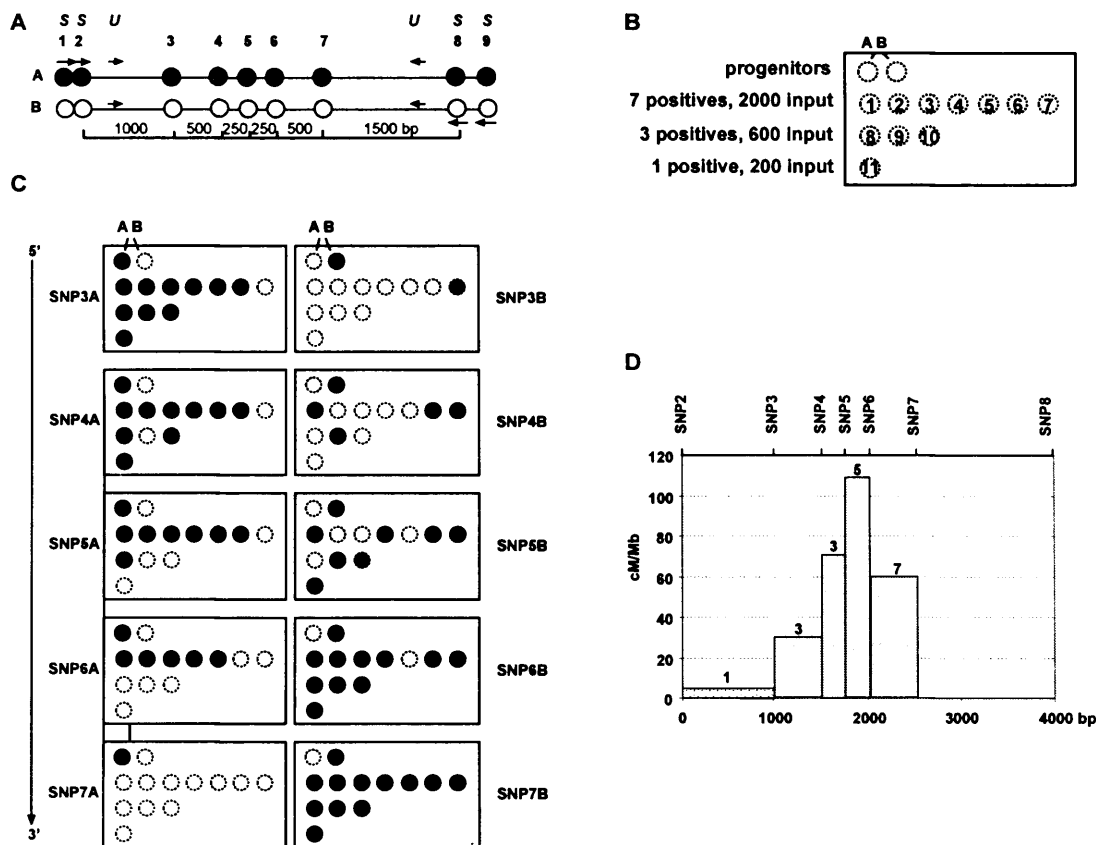 A
S S U U S S
1 2 3 4 5 6 7 8 9
A
B
1000 500 250 250 500 1500 bp
B
A B
progenitors
7 positives, 2000 input
1 2 3 4 5 6 7
3 positives, 600 input
8 9 10
1 positive, 200 input
11
C
A B A B
5'
SNP3A SNP3B
SNP4A SNP4B
SNP5A SNP5B
SNP6A SNP6B
SNP7A SNP7B
3'
D
SNP2 SNP3 SNP4 SNP5 SNP6 SNP7 SNP8
120
100
80
60
40
20
0
cM/Mb
1 3 3 5 7
0 1000 2000 3000 4000 bp